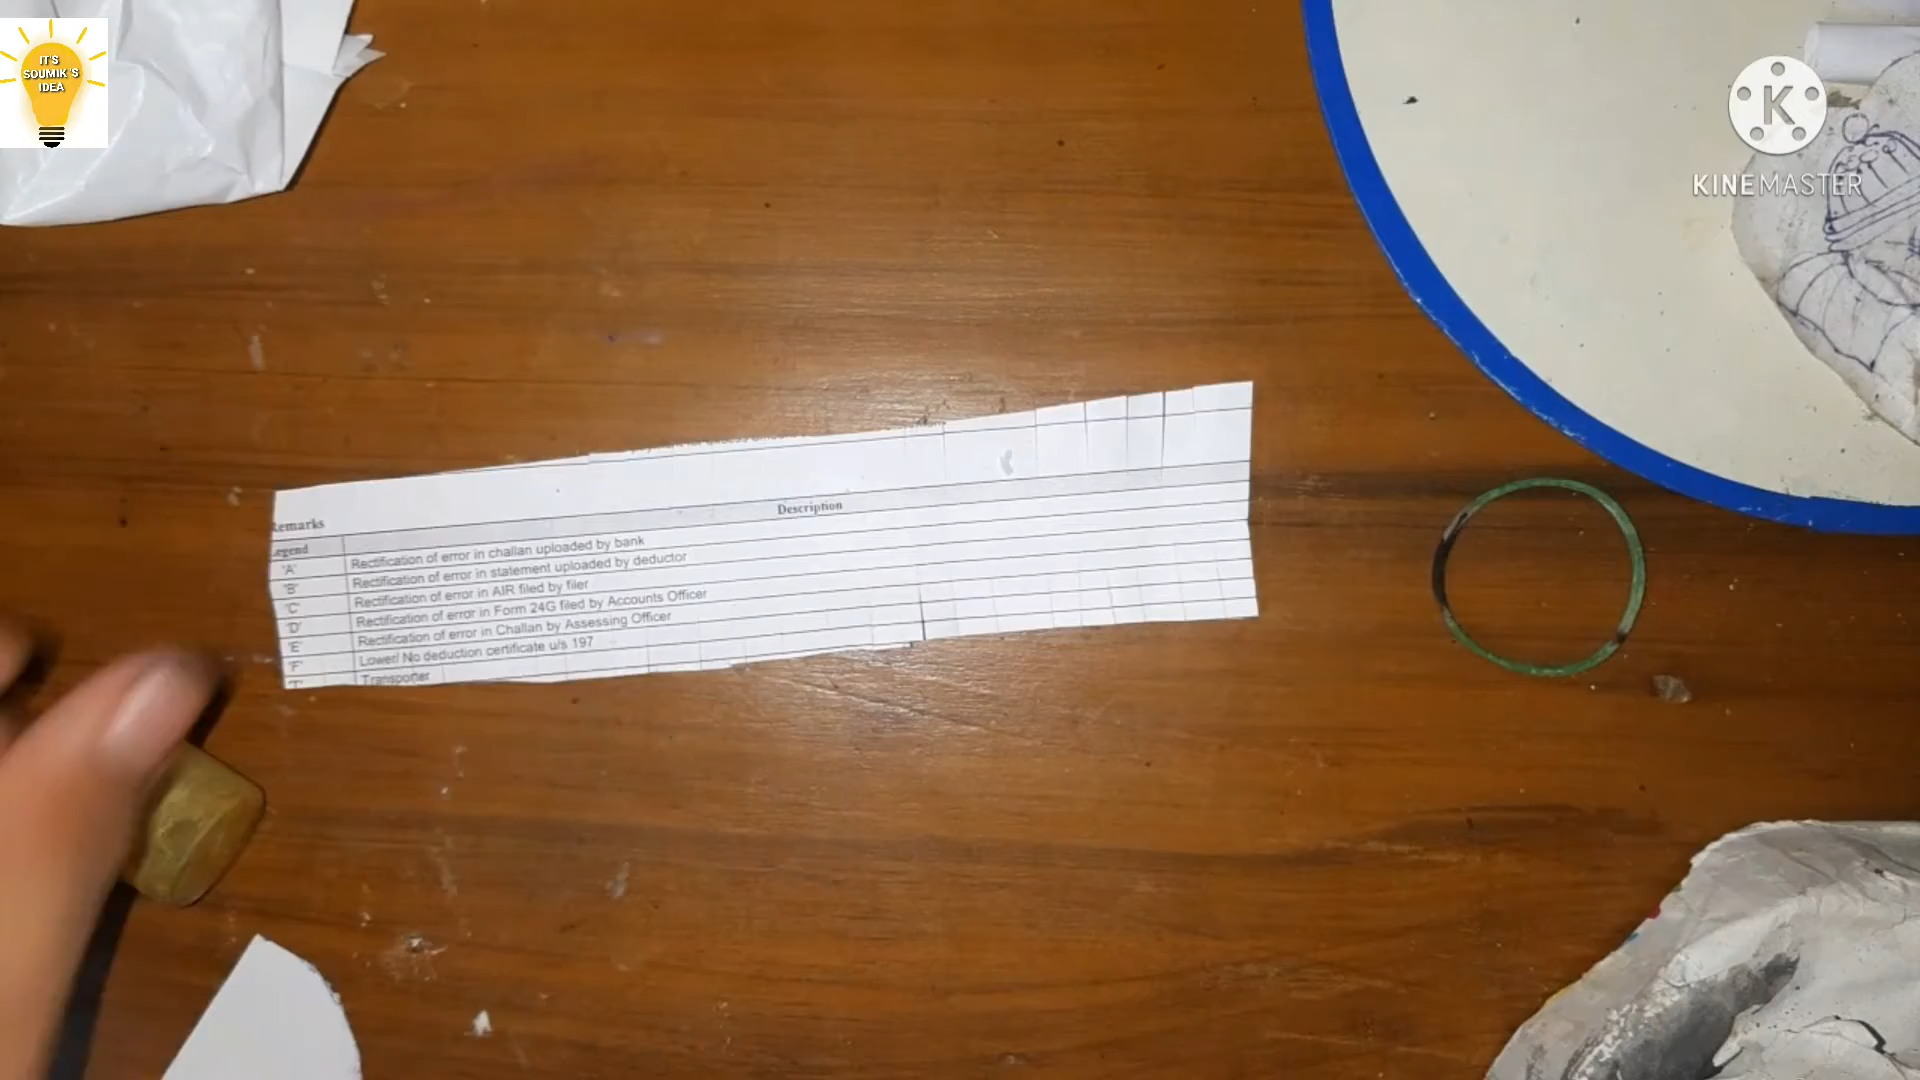 IT'S
SOUMIK'S
IDEA
K
KINEMASTER
Remarks
Legend
Description
'A' Rectification of error in challan uploaded by bank
'B' Rectification of error in statement uploaded by deductor
'C' Rectification of error in AIR filed by filer
'D' Rectification of error in Form 24G filed by Accounts Officer
'E' Rectification of error in Challan by Assessing Officer
'F' Lower/ No deduction certificate u/s 197
'T' Transporter